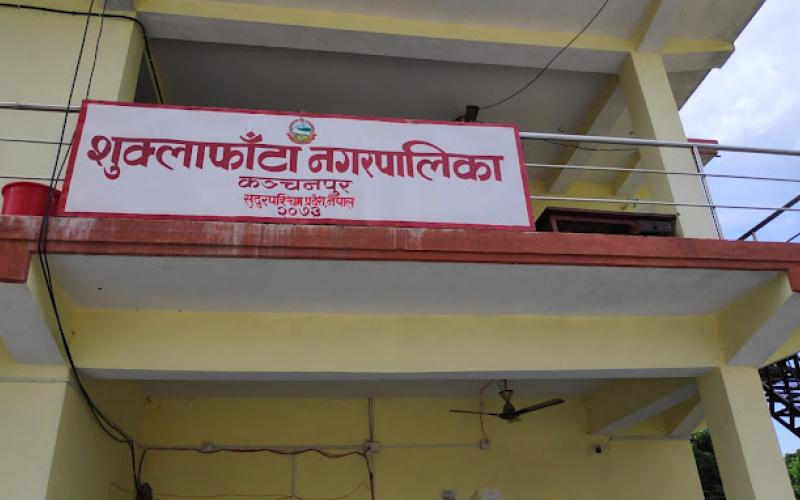 शुक्लाफाँटा नगरपालिका
कञ्चनपुर
सुदुरपश्चिम प्रदेश, नेपाल
२०७३